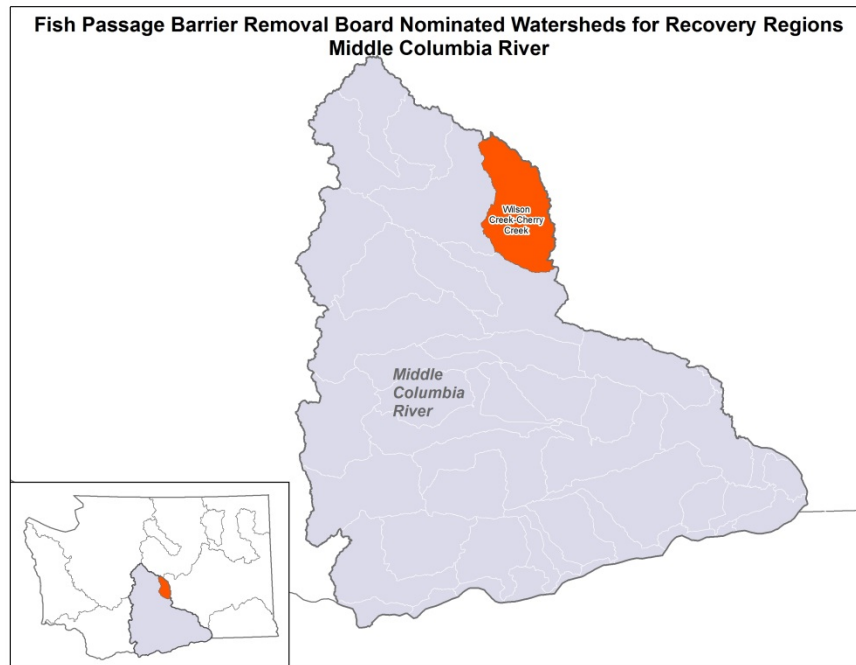 Fish Passage Barrier Removal Board Nominated Watersheds for Recovery Regions
Middle Columbia River
Wilson
Creek-Cherry
Creek
Middle
Columbia
River